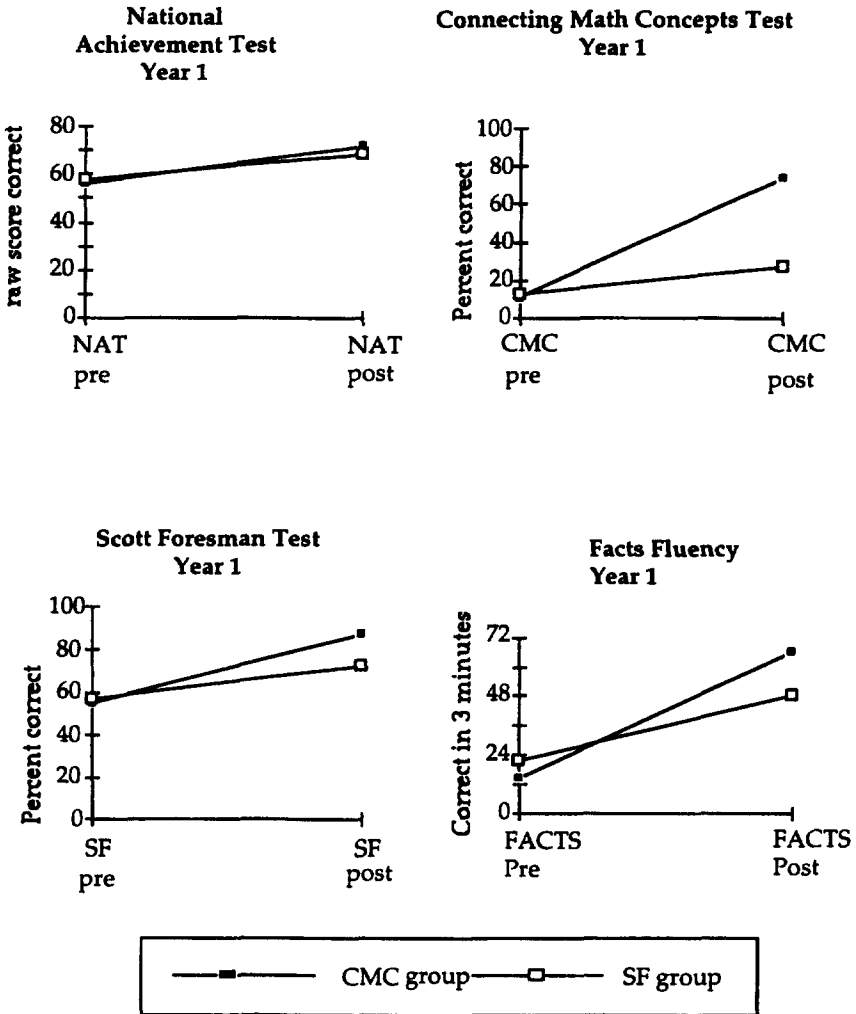 National
Achievement Test
Year 1
raw score correct
80
60
40
20
0
NAT
pre
NAT
post
Connecting Math Concepts Test
Year 1
Percent correct
100
80
60
40
20
0
CMC
pre
CMC
post
Scott Foresman Test
Year 1
Percent correct
100
80
60
40
20
0
SF
pre
SF
post
Facts Fluency
Year 1
Correct in 3 minutes
72
48
24
0
FACTS
Pre
FACTS
Post
CMC group
SF group